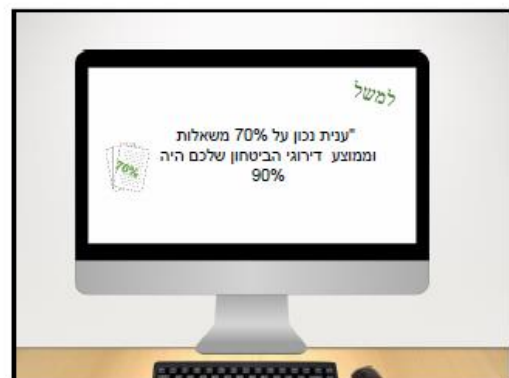 למשל
"ענית נכון על 70% משאלות
וממוצע דירוגי הביטחון שלכם היה
90%
70%